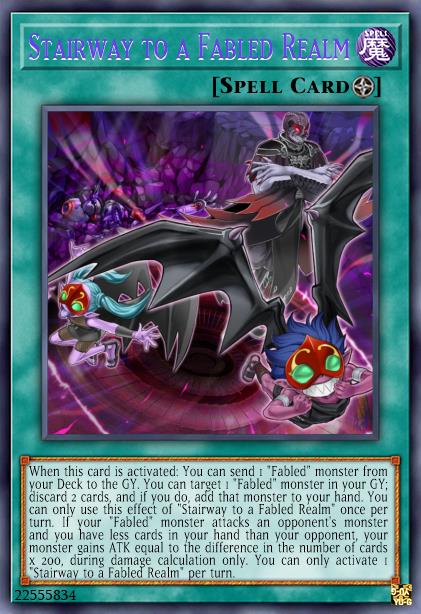 Stairway to a Fabled Realm
SPELL
魔
[Spell Card]
When this card is activated: You can send 1 "Fabled" monster from
your Deck to the GY. You can target 1 "Fabled" monster in your GY;
discard 2 cards, and if you do, add that monster to your hand. You
can only use this effect of "Stairway to a Fabled Realm" once per
turn. If your "Fabled" monster attacks an opponent's monster
and you have less cards in your hand than your opponent, your
monster gains ATK equal to the difference in the number of cards
x 200, during damage calculation only. You can only activate 1
"Stairway to a Fabled Realm" per turn.
22555834